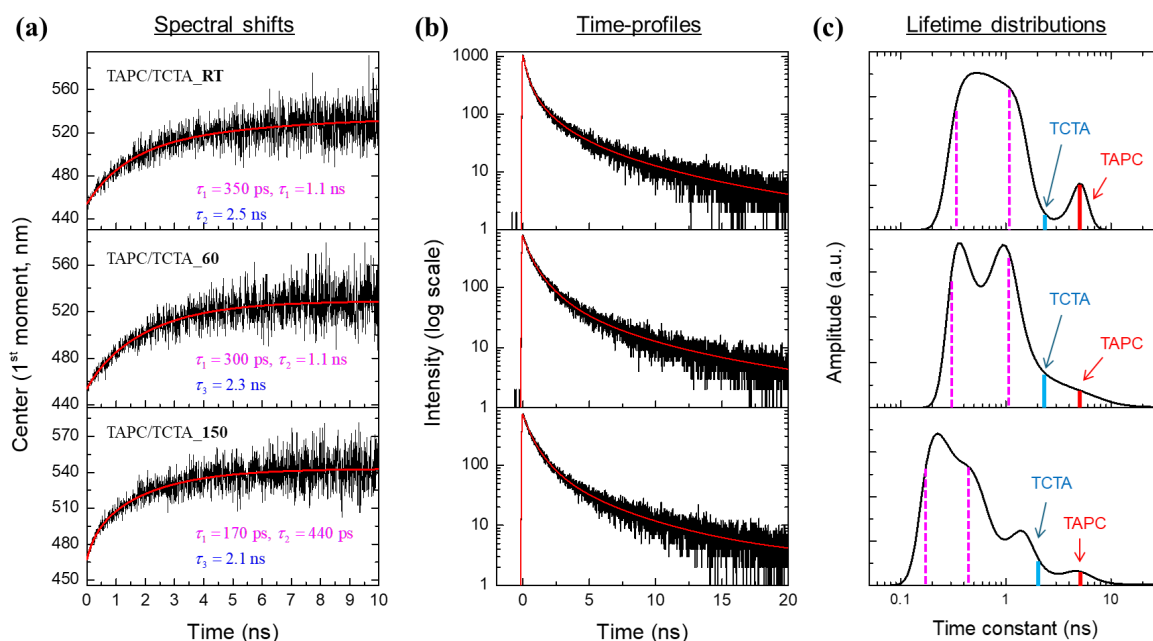 (a) Spectral shifts
(b) Time-profiles
(c) Lifetime distributions
Center (1st moment, nm)
560
520
480
440
TAPC/TCTA_RT
τ1 = 350 ps, τ1 = 1.1 ns
τ2 = 2.5 ns
560
520
480
440
TAPC/TCTA_60
τ1 = 300 ps, τ2 = 1.1 ns
τ3 = 2.3 ns
570
540
510
480
450
TAPC/TCTA_150
τ1 = 170 ps, τ2 = 440 ps
τ3 = 2.1 ns
0 1 2 3 4 5 6 7 8 9 10
Time (ns)
Intensity (log scale)
1000
100
10
1
100
10
1
100
10
1
0 5 10 15 20
Time (ns)
Amplitude (a.u.)
TCTA
TAPC
TCTA
TAPC
TCTA
TAPC
0.1 1 10
Time constant (ns)